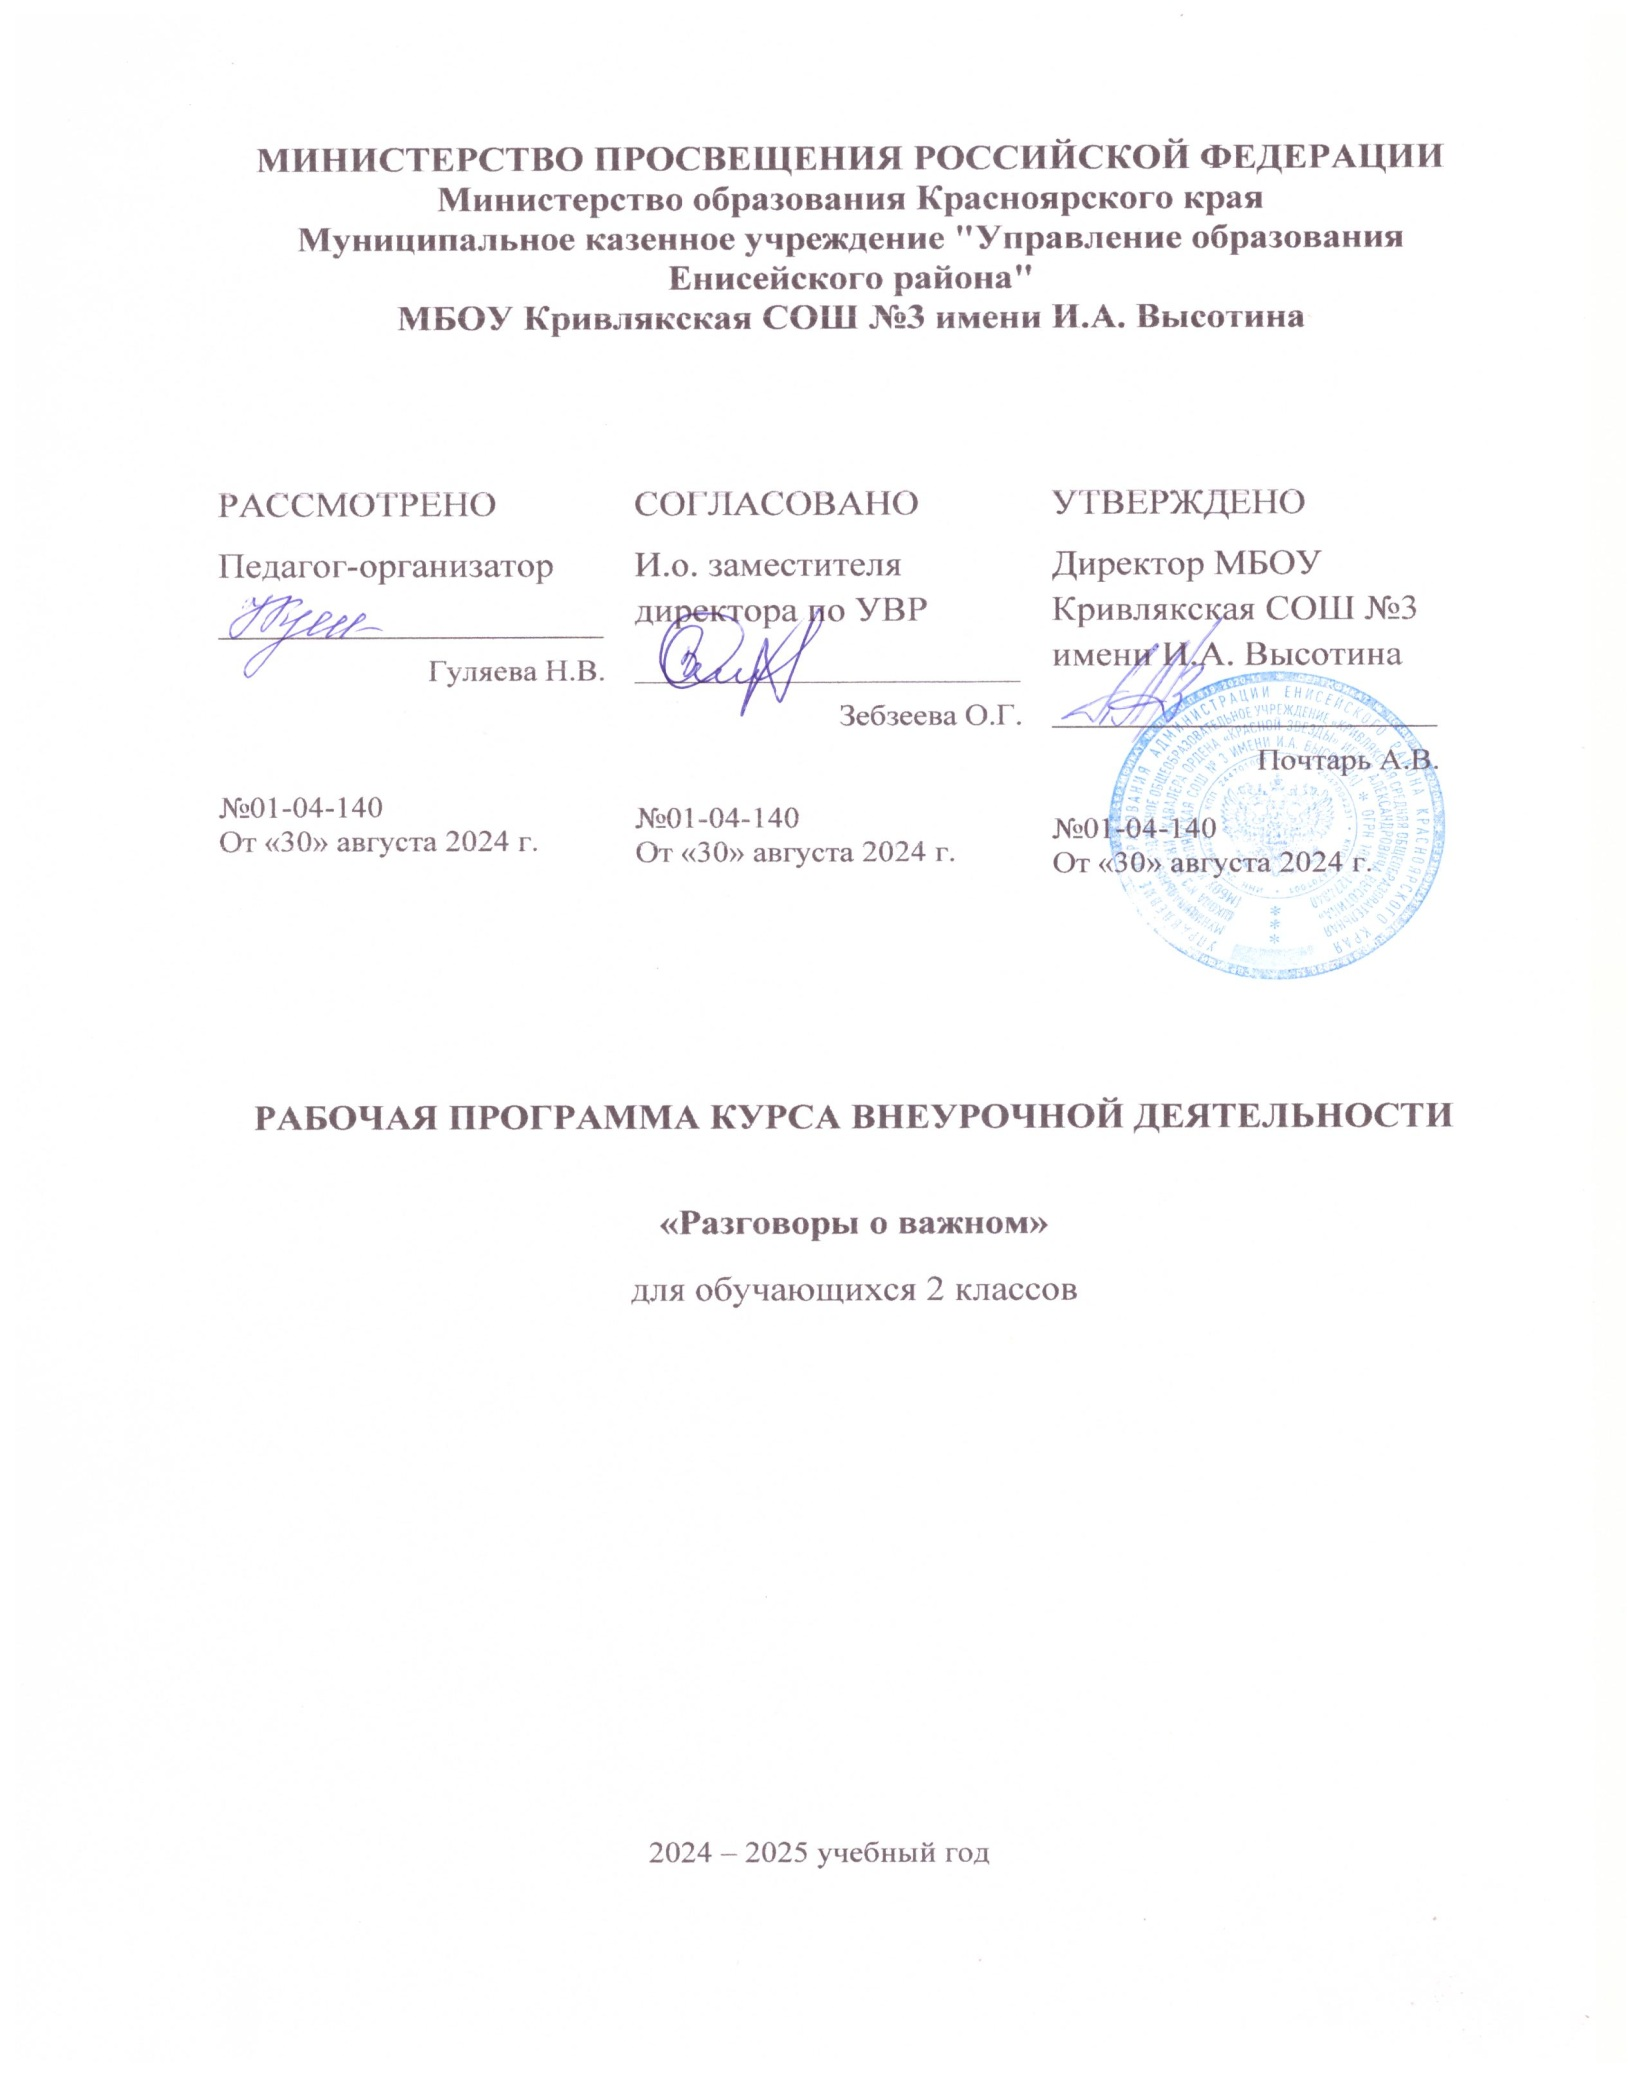 МИНИСТЕРСТВО ПРОСВЕЩЕНИЯ РОССИЙСКОЙ ФЕДЕРАЦИИ
Министерство образования Красноярского края
Муниципальное казенное учреждение "Управление образования
Енисейского района"
МБОУ Кривлякская СОШ №3 имени И.А. Высотина
РАССМОТРЕНО
Педагог-организатор
Гуляева Н.В.
№01-04-140
От «30» августа 2024 г.
СОГЛАСОВАНО
И.о. заместителя
директора по УВР
Зебзеева О.Г.
№01-04-140
От «30» августа 2024 г.
УТВЕРЖДЕНО
Директор МБОУ
Кривлякская СОШ №3
имени И.А. Высотина
Почтарь А.В.
№01-04-140
От «30» августа 2024 г.
РАБОЧАЯ ПРОГРАММА КУРСА ВНЕУРОЧНОЙ ДЕЯТЕЛЬНОСТИ
«Разговоры о важном»
для обучающихся 2 классов
2024 – 2025 учебный год